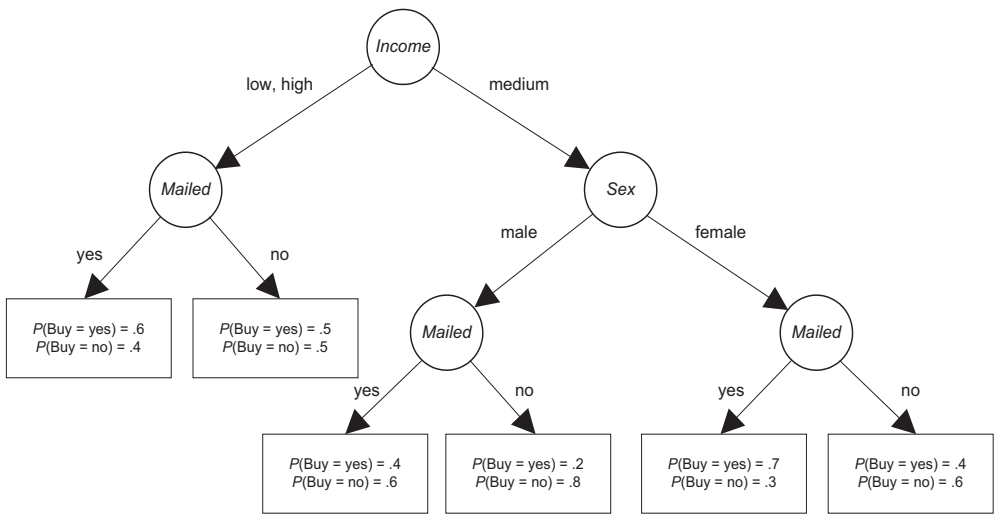 Income
low, high
medium
Mailed
Sex
yes
no
male
female
P(Buy = yes) = .6
P(Buy = no) = .4
P(Buy = yes) = .5
P(Buy = no) = .5
Mailed
Mailed
yes
no
yes
no
P(Buy = yes) = .4
P(Buy = no) = .6
P(Buy = yes) = .2
P(Buy = no) = .8
P(Buy = yes) = .7
P(Buy = no) = .3
P(Buy = yes) = .4
P(Buy = no) = .6